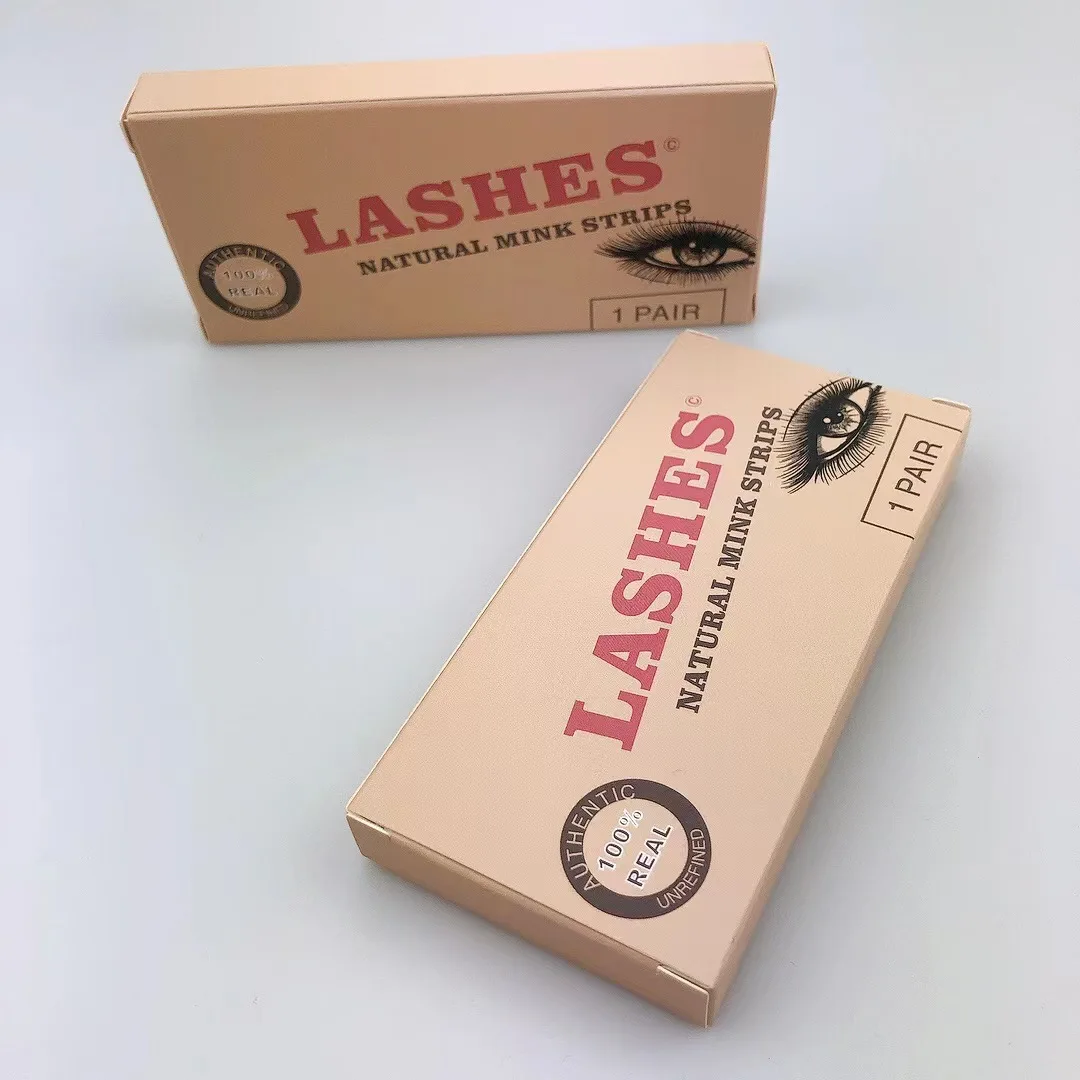 LASHES©
NATURAL MINK STRIPS
AUTHENTIC
100%
REAL
UNREFINED
1 PAIR
LASHES©
NATURAL MINK STRIPS
1 PAIR
AUTHENTIC
100%
REAL
UNREFINED